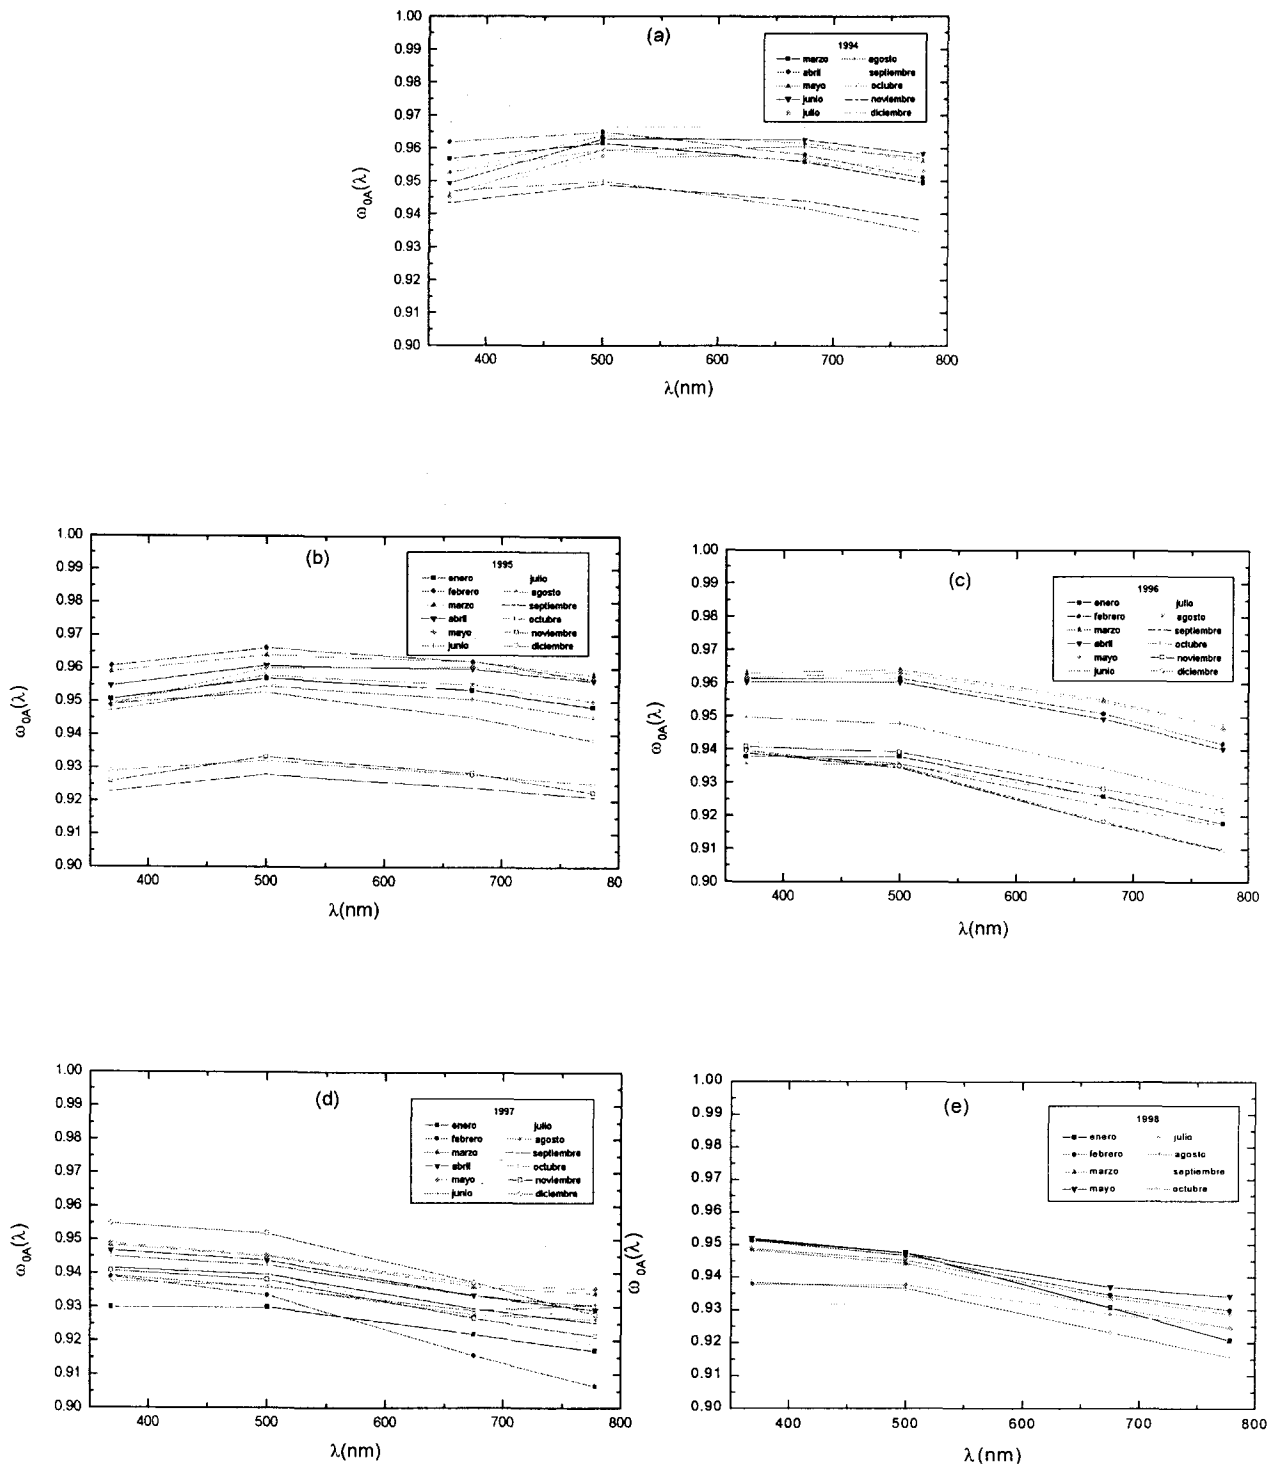 (a)
1.00
0.99
0.98
0.97
0.96
0.95
0.94
0.93
0.92
0.91
0.90
ω0A(λ)
1994
marzo
abril
mayo
junio
julio
agosto
septiembre
octubre
noviembre
diciembre
400 500 600 700 800
λ(nm)
(b)
1.00
0.99
0.98
0.97
0.96
0.95
0.94
0.93
0.92
0.91
0.90
ω0A(λ)
1995
enero
febrero
marzo
abril
mayo
junio
julio
agosto
septiembre
octubre
noviembre
diciembre
400 500 600 700 80
λ(nm)
(c)
1.00
0.99
0.98
0.97
0.96
0.95
0.94
0.93
0.92
0.91
0.90
ω0A(λ)
1996
enero
febrero
marzo
abril
mayo
junio
julio
agosto
septiembre
octubre
noviembre
diciembre
400 500 600 700 800
λ(nm)
(d)
1.00
0.99
0.98
0.97
0.96
0.95
0.94
0.93
0.92
0.91
0.90
ω0A(λ)
1997
enero
febrero
marzo
abril
mayo
junio
julio
agosto
septiembre
octubre
noviembre
diciembre
400 500 600 700 800
λ(nm)
(e)
1.00
0.99
0.98
0.97
0.96
0.95
0.94
0.93
0.92
0.91
0.90
ω0A(λ)
1998
enero
febrero
marzo
mayo
julio
agosto
septiembre
octubre
400 500 600 700 800
λ(nm)